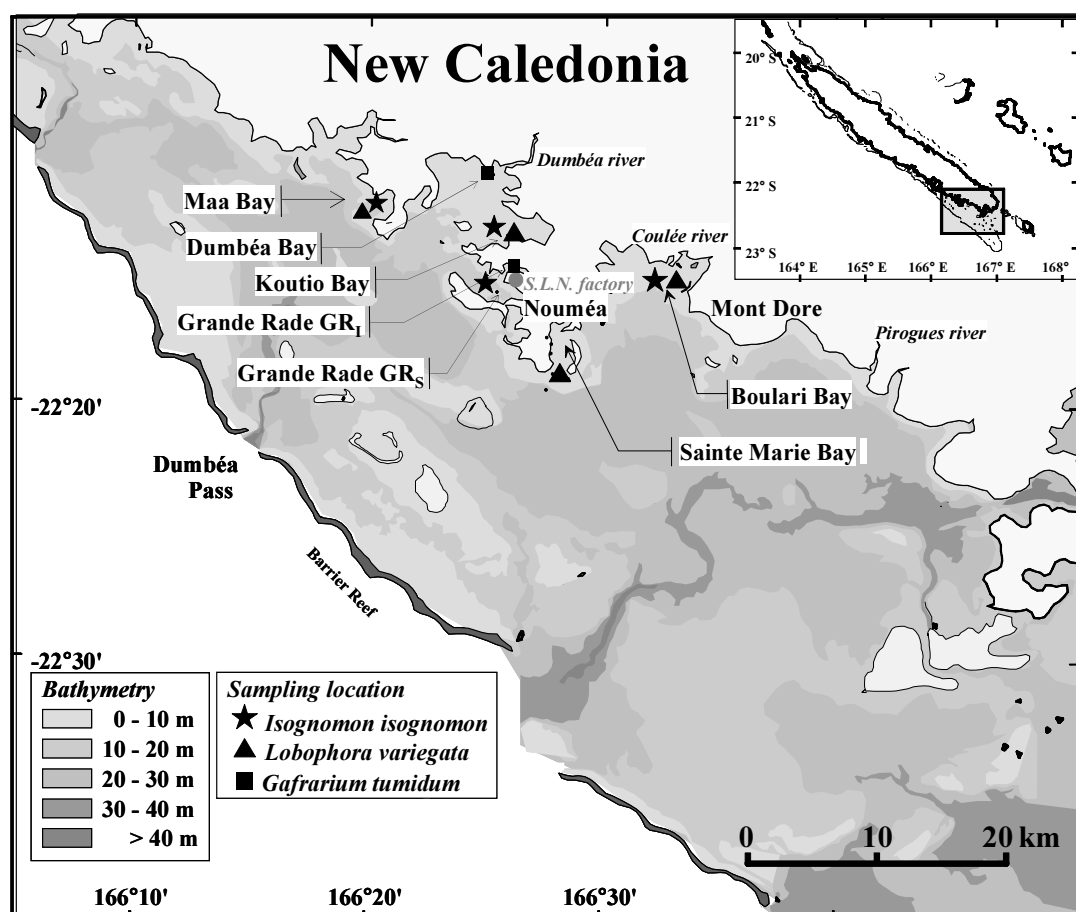 New Caledonia
Dumbéa river
Maa Bay
Dumbéa Bay
Koutio Bay
Grande Rade GRI
Grande Rade GRS
S.L.N. factory
Nouméa
Coulée river
Mont Dore
Pirogues river
Boulari Bay
Sainte Marie Bay
Dumbéa
Pass
Barrier Reef
-22°20'
-22°30'
166°10'
166°20'
166°30'
20° S
21° S
22° S
23° S
164° E
165° E
166° E
167° E
168°
Bathymetry
0 - 10 m
10 - 20 m
20 - 30 m
30 - 40 m
> 40 m
Sampling location
Isognomon isognomon
Lobophora variegata
Gafrarium tumidum
0 10 20 km